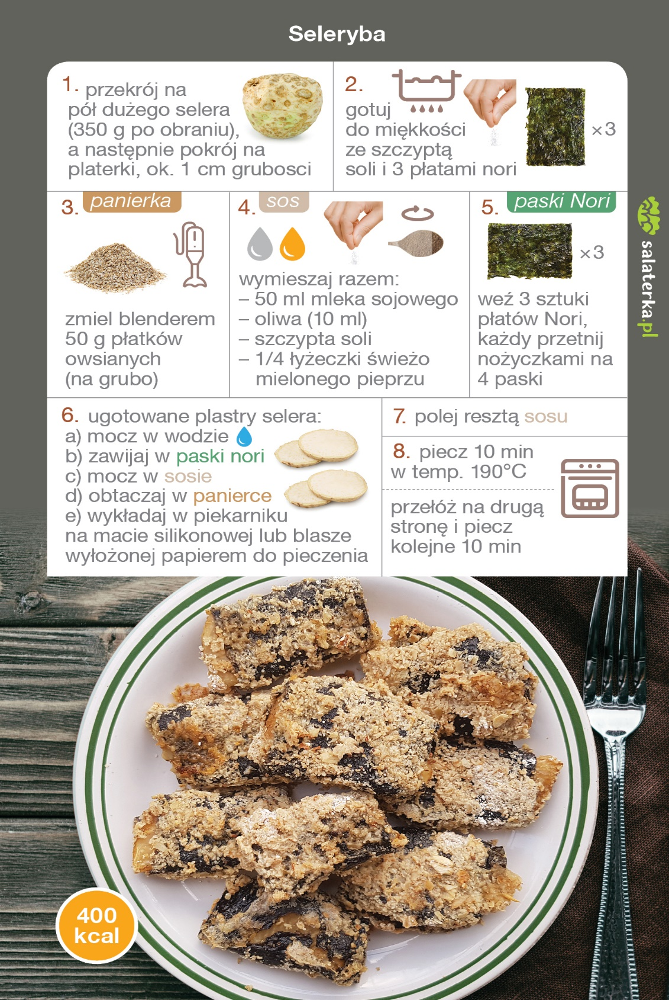 Seleryba
1. przekrój na
pół dużego selera
(350 g po obraniu),
a następnie pokrój na
platerki, ok. 1 cm grubosci
2.
gotuj
do miękkości
ze szczyptą
soli i 3 płatami nori
×3
3. panierka
zmiel blenderem
50 g płatków
owsianych
(na grubo)
4. sos
wymieszaj razem:
– 50 ml mleka sojowego
– oliwa (10 ml)
– szczypta soli
– 1/4 łyżeczki świeżo
mielonego pieprzu
5. paski Nori
×3
weź 3 sztuki
płatów Nori,
każdy przetnij
nożyczkami na
4 paski
6. ugotowane plastry selera:
a) mocz w wodzie
b) zawijaj w paski nori
c) mocz w sosie
d) obtaczaj w panierce
e) wykładaj w piekarniku
na macie silikonowej lub blasze
wyłożonej papierem do pieczenia
7. polej resztą sosu
8. piecz 10 min
w temp. 190°C
przełóż na drugą
stronę i piecz
kolejne 10 min
salaterka.pl
400
kcal